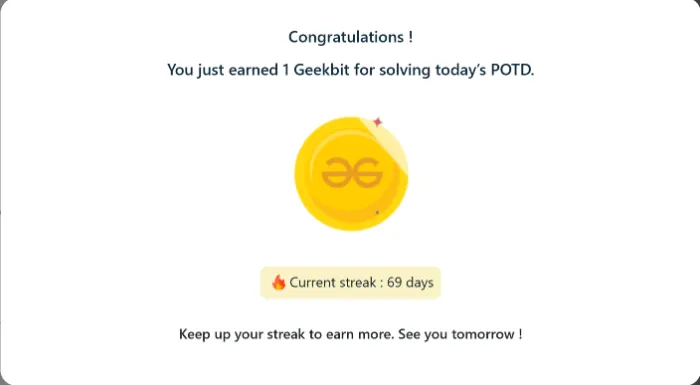 Congratulations !
You just earned 1 Geekbit for solving today's POTD.
Current streak : 69 days
Keep up your streak to earn more. See you tomorrow !